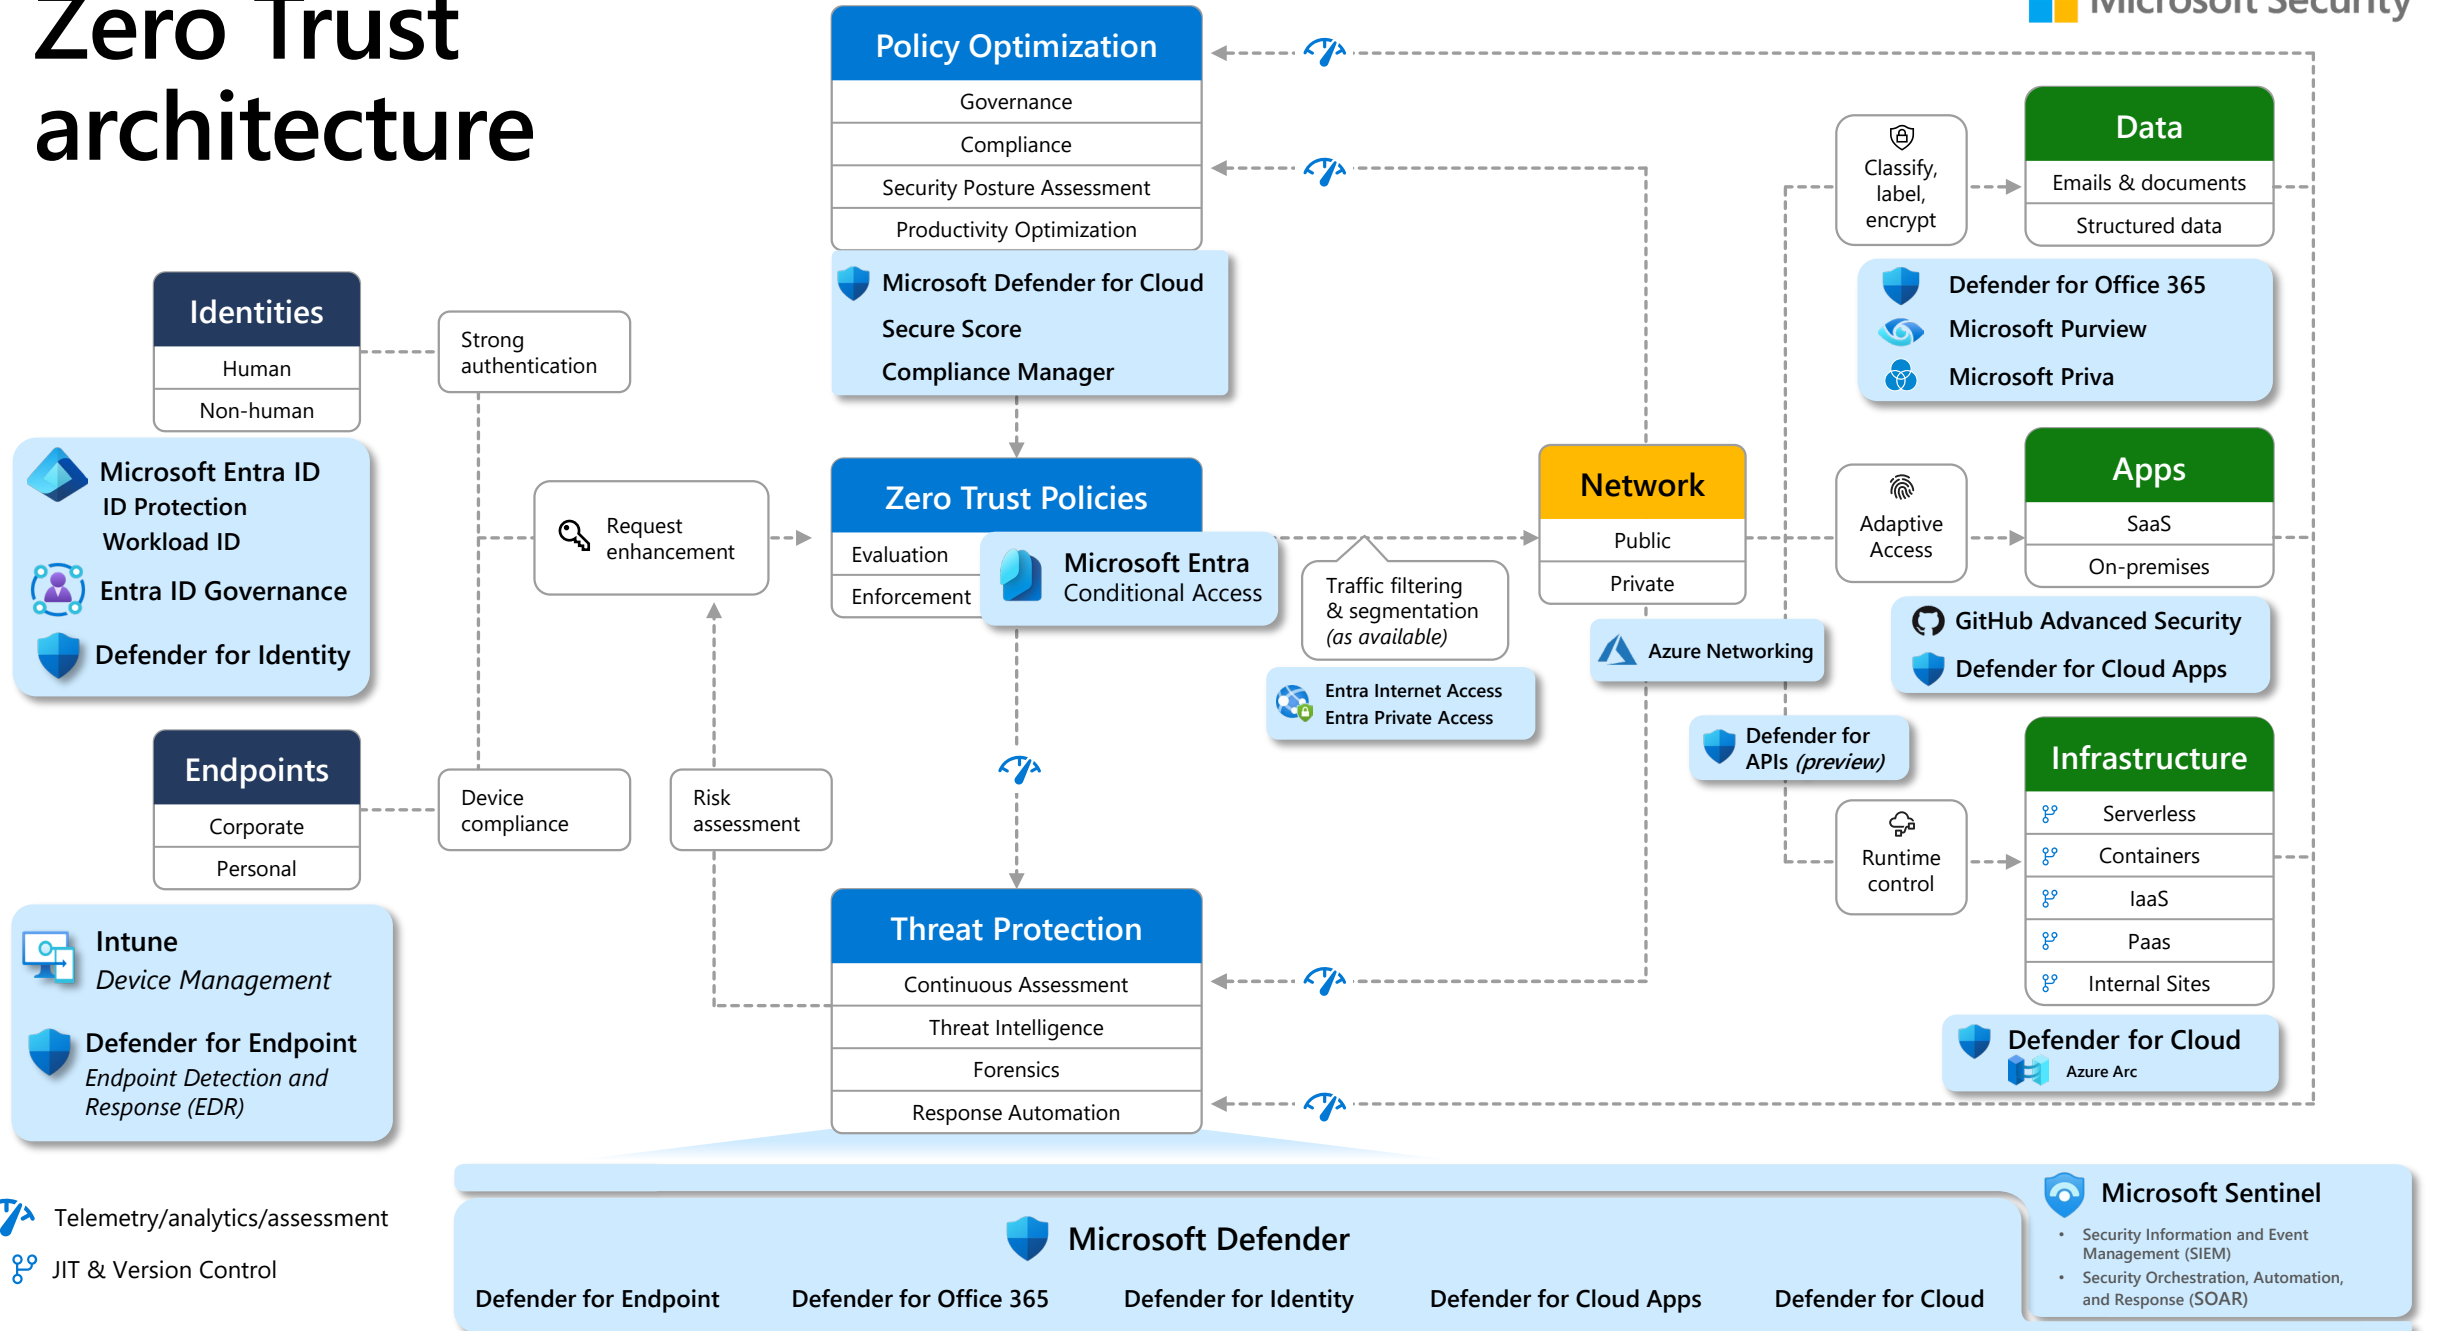 Zero Trust
architecture
Microsoft Security
Policy Optimization
Governance
Compliance
Security Posture Assessment
Productivity Optimization
Microsoft Defender for Cloud
Secure Score
Compliance Manager
Identities
Human
Non-human
Strong
authentication
Microsoft Entra ID
ID Protection
Workload ID
Entra ID Governance
Defender for Identity
Endpoints
Corporate
Personal
Device
compliance
Intune
Device Management
Defender for Endpoint
Endpoint Detection and
Response (EDR)
Request
enhancement
Risk
assessment
Zero Trust Policies
Evaluation
Enforcement
Microsoft Entra
Conditional Access
Traffic filtering
& segmentation
(as available)
Entra Internet Access
Entra Private Access
Network
Public
Private
Azure Networking
Defender for
APIs (preview)
Classify,
label,
encrypt
Data
Emails & documents
Structured data
Defender for Office 365
Microsoft Purview
Microsoft Priva
Adaptive
Access
Apps
SaaS
On-premises
GitHub Advanced Security
Defender for Cloud Apps
Runtime
control
Infrastructure
Serverless
Containers
IaaS
Paas
Internal Sites
Defender for Cloud
Azure Arc
Threat Protection
Continuous Assessment
Threat Intelligence
Forensics
Response Automation
Telemetry/analytics/assessment
JIT & Version Control
Microsoft Defender
Defender for Endpoint
Defender for Office 365
Defender for Identity
Defender for Cloud Apps
Defender for Cloud
Microsoft Sentinel
• Security Information and Event
Management (SIEM)
• Security Orchestration, Automation,
and Response (SOAR)